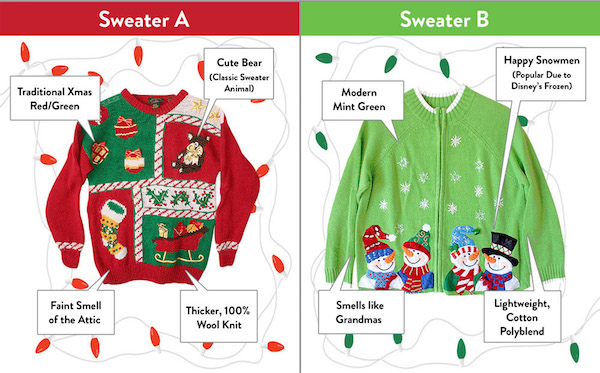 Sweater A
Sweater B
Traditional Xmas
Red/Green
Cute Bear
(Classic Sweater
Animal)
Faint Smell
of the Attic
Thicker, 100%
Wool Knit
Modern
Mint Green
Happy Snowmen
(Popular Due to
Disney's Frozen)
Smells like
Grandmas
Lightweight,
Cotton
Polyblend